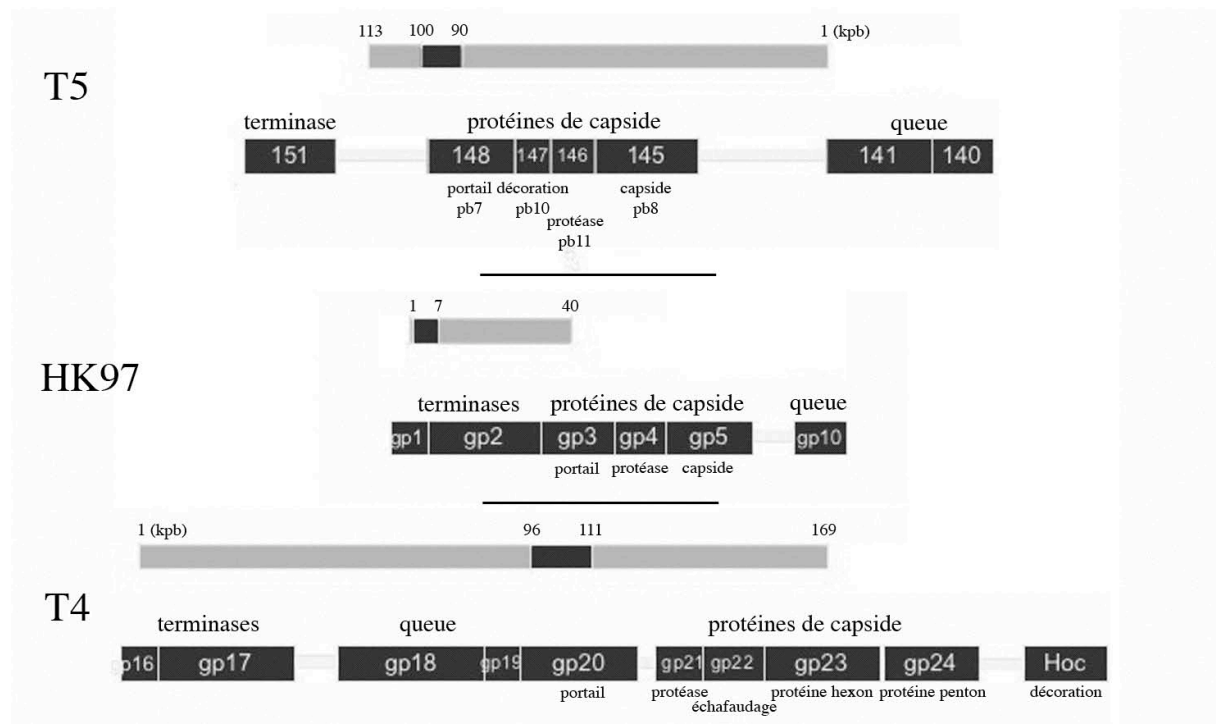 113 100 90 1 (kpb)
T5
terminase protéines de capside queue
151 148 147 146 145 141 140
portail décoration capside
pb7 pb10 pb8
protéase
pb11
1 7 40
HK97
terminases protéines de capside queue
gp1 gp2 gp3 gp4 gp5 gp10
portail protéase capside
1 (kpb) 96 111 169
T4
terminases queue protéines de capside
gp16 gp17 gp18 gp19 gp20 gp21 gp22 gp23 gp24 Hoc
portail protéase protéine hexon protéine penton décoration
échafaudage